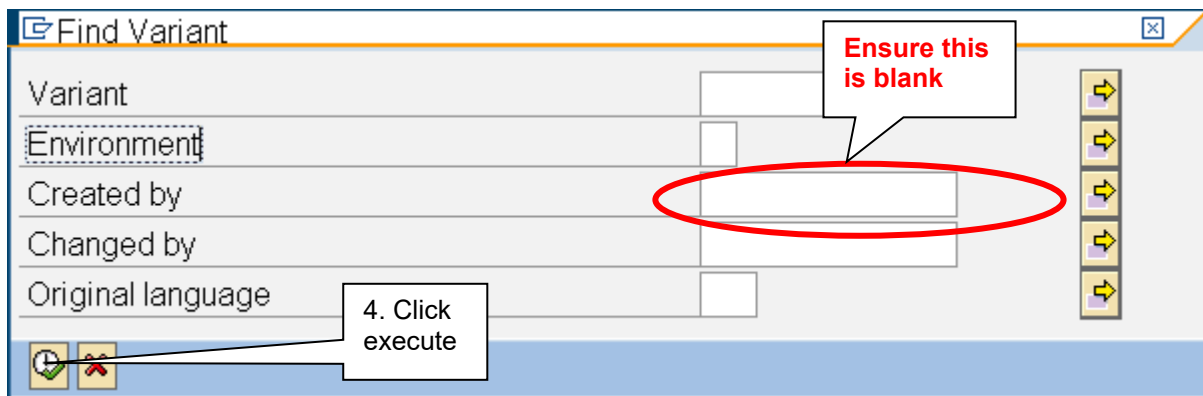 Find Variant
Ensure this
is blank
Variant
Environment
Created by
Changed by
Original language
4. Click
execute